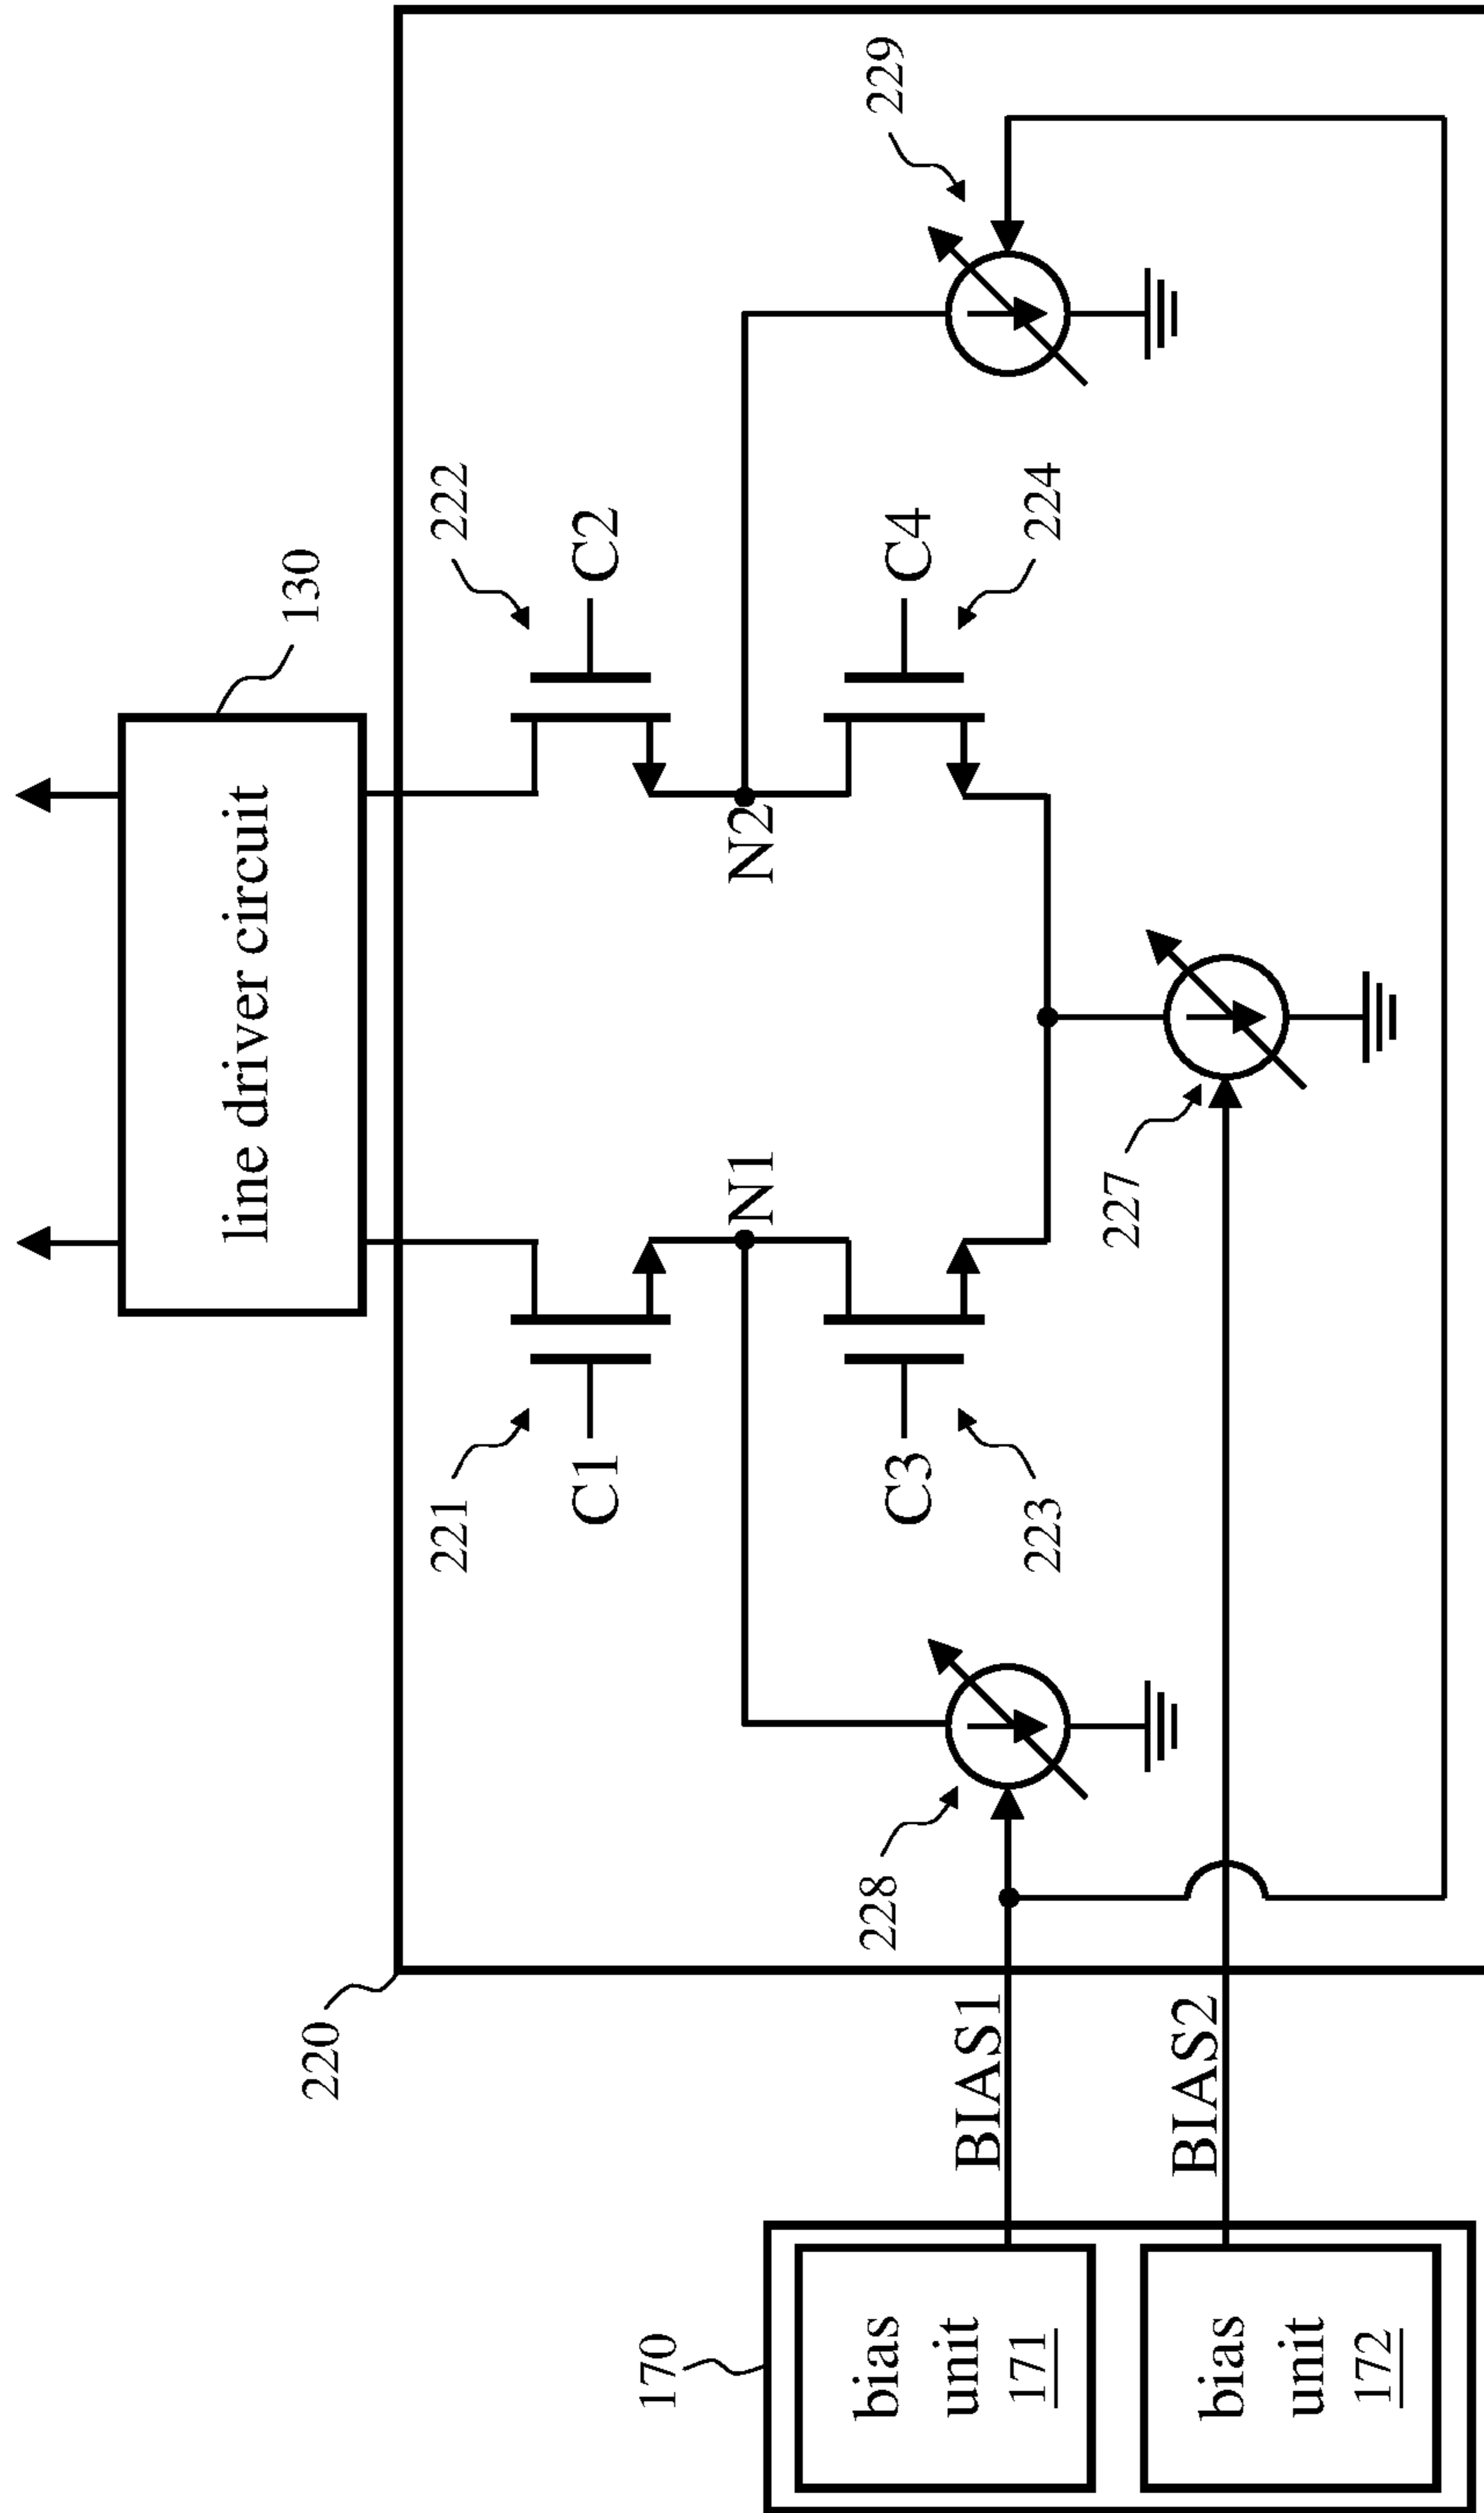 130
line driver circuit
220
221
222
C1
C2
170
N1
N2
228
229
bias
unit
171
C3
C4
BIAS1
223
224
227
bias
unit
172
BIAS2